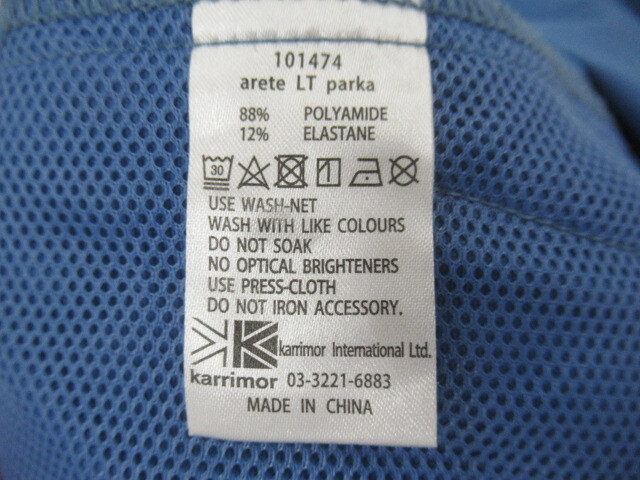 101474
arete LT parka
88% POLYAMIDE
12% ELASTANE
30
USE WASH-NET
WASH WITH LIKE COLOURS
DO NOT SOAK
NO OPTICAL BRIGHTENERS
USE PRESS-CLOTH
DO NOT IRON ACCESSORY.
karrimor International Ltd.
karrimor 03-3221-6883
MADE IN CHINA